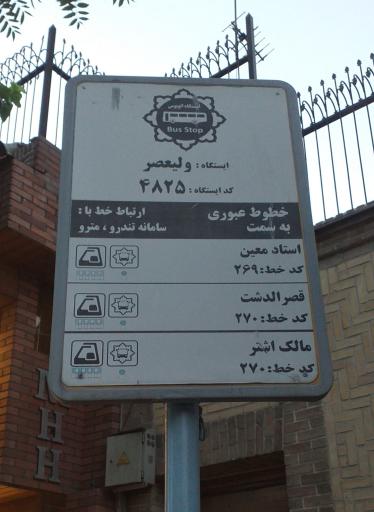 ایستگاه اتوبوس
Bus Stop
ایستگاه : ولیعصر
کد ایستگاه : ۴۸۲۵
خطوط عبوری ارتباط خط با :
به سمت سامانه تندرو ، مترو
استاد معین
کد خط: ۲۶۹
قصرالدشت
کد خط: ۲۷۰
مالک اشتر
کد خط: ۲۷۰
M
H
H